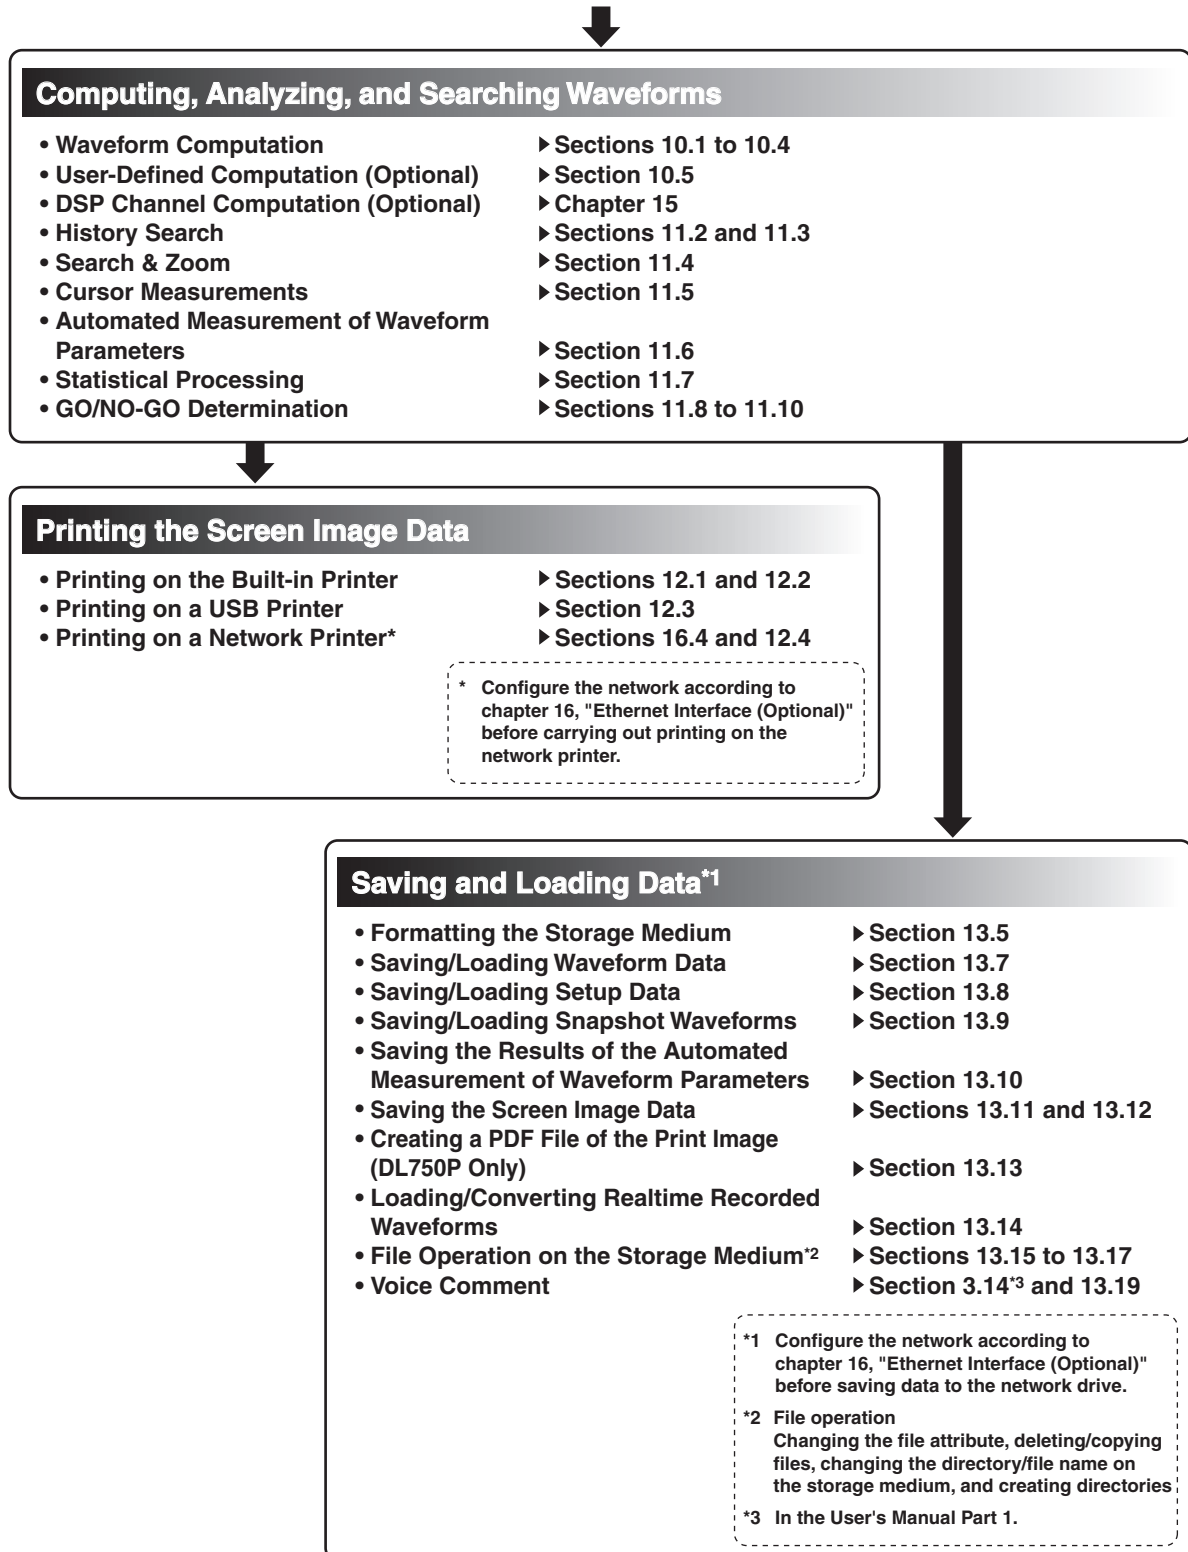 Computing, Analyzing, and Searching Waveforms
• Waveform Computation ▶ Sections 10.1 to 10.4
• User-Defined Computation (Optional) ▶ Section 10.5
• DSP Channel Computation (Optional) ▶ Chapter 15
• History Search ▶ Sections 11.2 and 11.3
• Search & Zoom ▶ Section 11.4
• Cursor Measurements ▶ Section 11.5
• Automated Measurement of Waveform
Parameters ▶ Section 11.6
• Statistical Processing ▶ Section 11.7
• GO/NO-GO Determination ▶ Sections 11.8 to 11.10
Printing the Screen Image Data
• Printing on the Built-in Printer ▶ Sections 12.1 and 12.2
• Printing on a USB Printer ▶ Section 12.3
• Printing on a Network Printer* ▶ Sections 16.4 and 12.4
* Configure the network according to
chapter 16, "Ethernet Interface (Optional)"
before carrying out printing on the
network printer.
Saving and Loading Data*1
• Formatting the Storage Medium ▶ Section 13.5
• Saving/Loading Waveform Data ▶ Section 13.7
• Saving/Loading Setup Data ▶ Section 13.8
• Saving/Loading Snapshot Waveforms ▶ Section 13.9
• Saving the Results of the Automated
Measurement of Waveform Parameters ▶ Section 13.10
• Saving the Screen Image Data ▶ Sections 13.11 and 13.12
• Creating a PDF File of the Print Image
(DL750P Only) ▶ Section 13.13
• Loading/Converting Realtime Recorded
Waveforms ▶ Section 13.14
• File Operation on the Storage Medium*2 ▶ Sections 13.15 to 13.17
• Voice Comment ▶ Section 3.14*3 and 13.19
*1 Configure the network according to
chapter 16, "Ethernet Interface (Optional)"
before saving data to the network drive.
*2 File operation
Changing the file attribute, deleting/copying
files, changing the directory/file name on
the storage medium, and creating directories
*3 In the User's Manual Part 1.